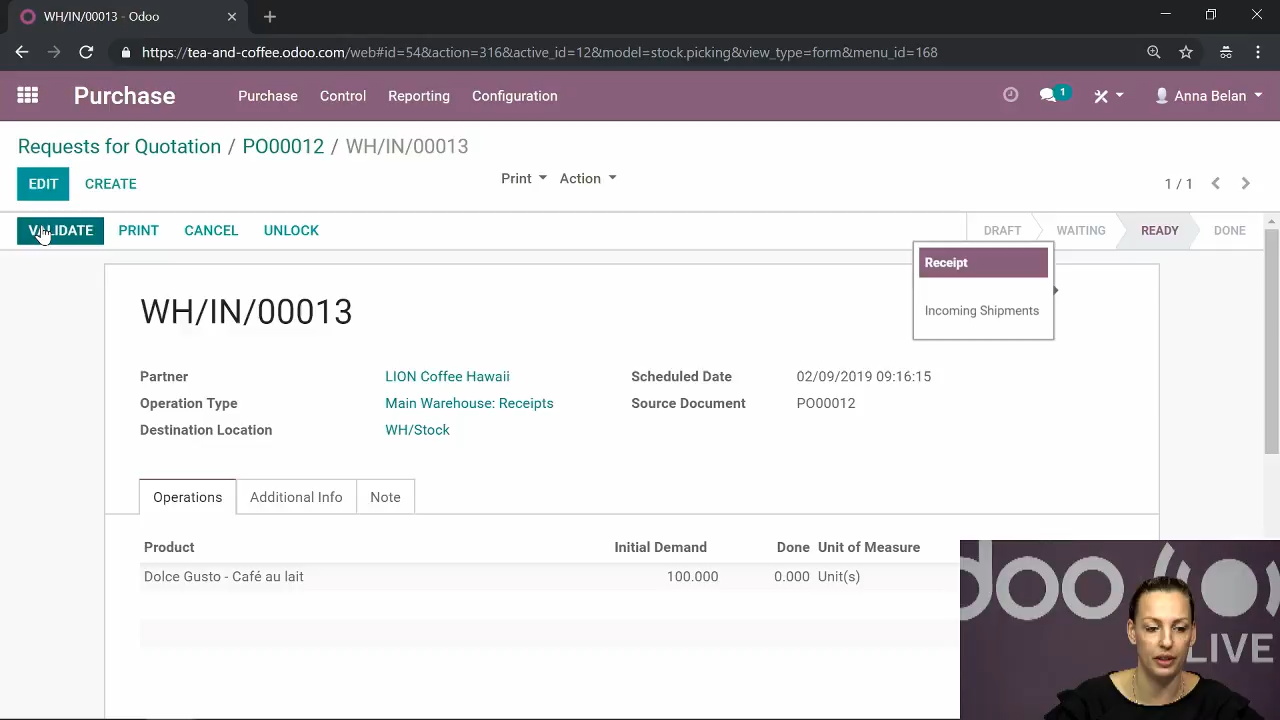 WH/IN/00013 - Odoo
https://tea-and-coffee.odoo.com/web#id=54&action=316&active_id=12&model=stock.picking&view_type=form&menu_id=168
Purchase Purchase Control Reporting Configuration 1 Anna Belan
Requests for Quotation / PO00012 / WH/IN/00013
EDIT CREATE Print Action 1 / 1
VALIDATE PRINT CANCEL UNLOCK DRAFT WAITING READY DONE
Receipt
Incoming Shipments
WH/IN/00013
Partner LION Coffee Hawaii Scheduled Date 02/09/2019 09:16:15
Operation Type Main Warehouse: Receipts Source Document PO00012
Destination Location WH/Stock
Operations Additional Info Note
Product Initial Demand Done Unit of Measure
Dolce Gusto - Café au lait 100.000 0.000 Unit(s)
doo
LIVE